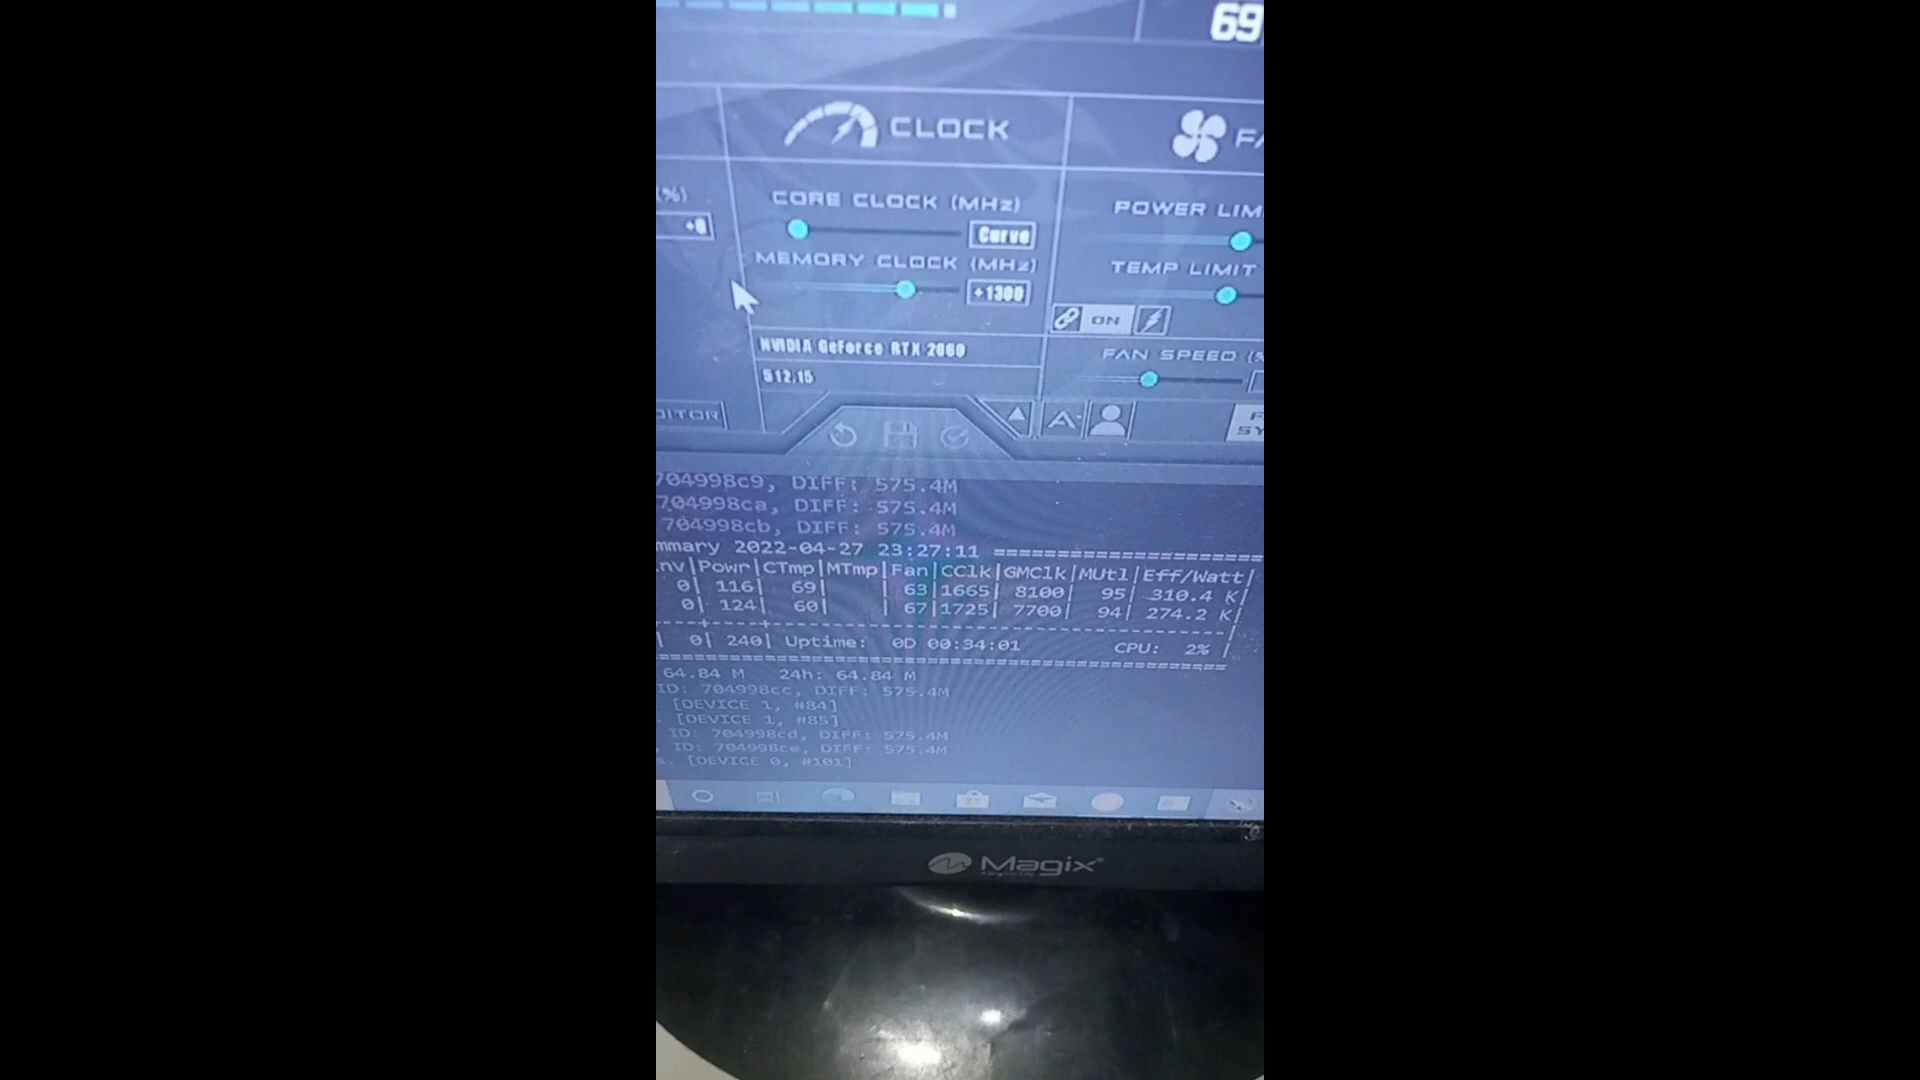 69
CLOCK
(%)
CORE CLOCK (MHz)
POWER LIM
+0
Curve
MEMORY CLOCK (MHz)
TEMP LIMIT
+1300
ON
NVIDIA GeForce RTX 2060
FAN SPEED (%
512.15
DITOR
704998c9, DIFF: 575.4M
704998ca, DIFF: 575.4M
704998cb, DIFF: 575.4M
mmary 2022-04-27 23:27:11 =====================
nv|Powr|CTmp|MTmp|Fan|CClk|GMClk|MUtl|Eff/Watt|
0| 116| 69| | 63|1665| 8100| 95| 310.4 K|
0| 124| 60| | 67|1725| 7700| 94| 274.2 K|
| 0| 240| Uptime: 0D 00:34:01 CPU: 2% |
64.84 M 24h: 64.84 M
ID: 704998cc, DIFF: 575.4M
[DEVICE 1, #84]
. [DEVICE 1, #85]
ID: 704998cd, DIFF: 575.4M
, ID: 704998ce, DIFF: 575.4M
s. [DEVICE 0, #101]
Magix